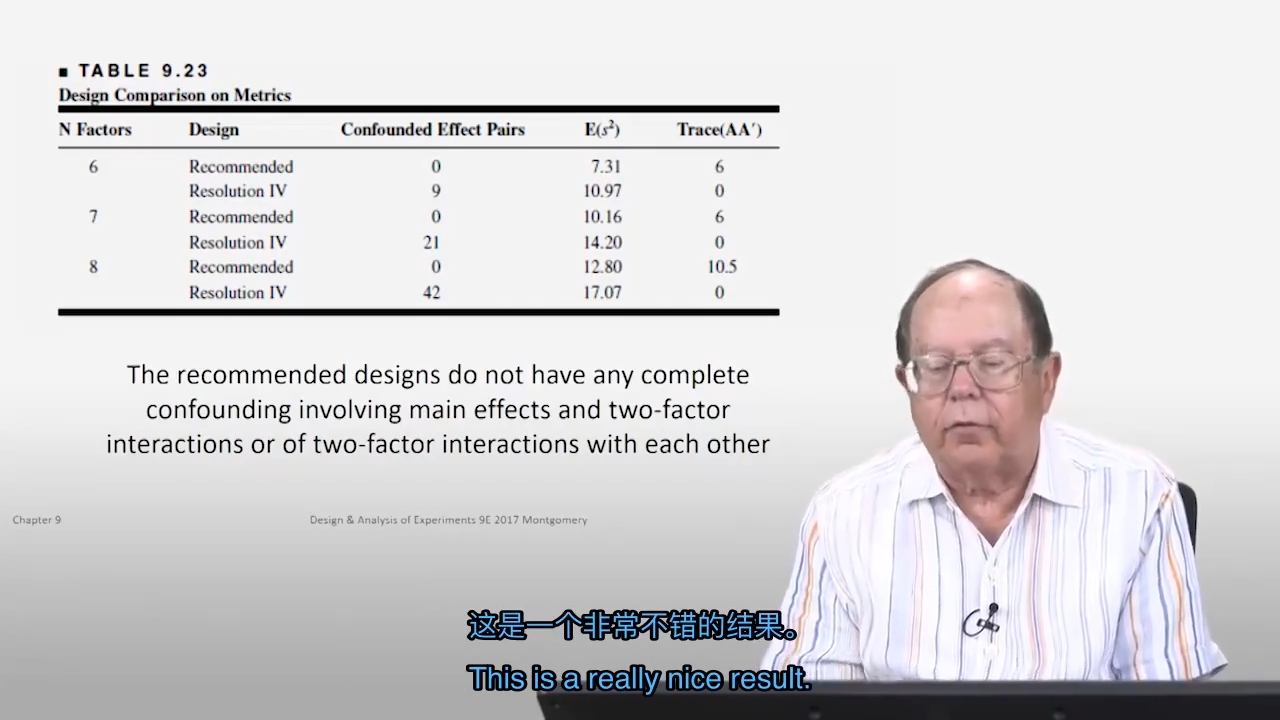 ■ TABLE 9.23
Design Comparison on Metrics
N Factors Design Confounded Effect Pairs E(s²) Trace(AA′)
6 Recommended 0 7.31 6
Resolution IV 9 10.97 0
7 Recommended 0 10.16 6
Resolution IV 21 14.20 0
8 Recommended 0 12.80 10.5
Resolution IV 42 17.07 0
The recommended designs do not have any complete
confounding involving main effects and two-factor
interactions or of two-factor interactions with each other
Chapter 9 Design & Analysis of Experiments 9E 2017 Montgomery
这是一个非常不错的结果。
This is a really nice result.